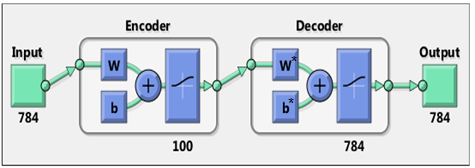 Encoder
Decoder
Input
Output
W
W*
+
+
b
b*
784
784
100
784